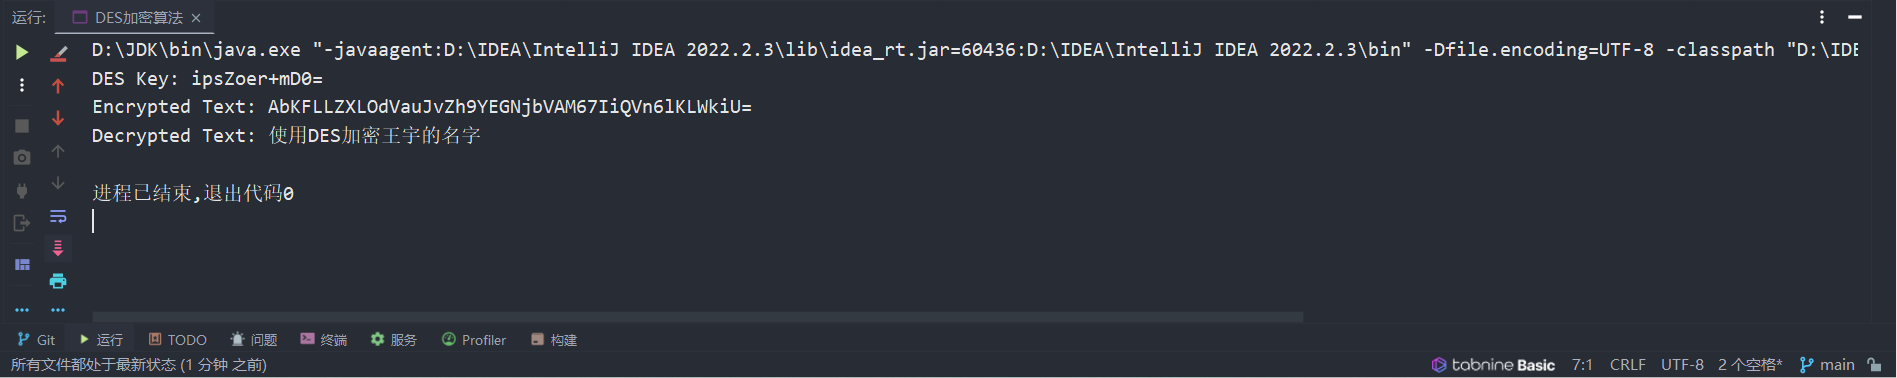 运行: DES加密算法
D:\JDK\bin\java.exe "-javaagent:D:\IDEA\IntelliJ IDEA 2022.2.3\lib\idea_rt.jar=60436:D:\IDEA\IntelliJ IDEA 2022.2.3\bin" -Dfile.encoding=UTF-8 -classpath "D:\IDE
DES Key: ipsZoer+mD0=
Encrypted Text: AbKFLLZXLOdVauJvZh9YEGNjbVAM67IiQVn6lKLWkiU=
Decrypted Text: 使用DES加密王字的名字
进程已结束,退出代码0
Git 运行 TODO 问题 终端 服务 Profiler 构建
所有文件都处于最新状态 (1 分钟 之前) tabnine Basic 7:1 CRLF UTF-8 2 个空格* main